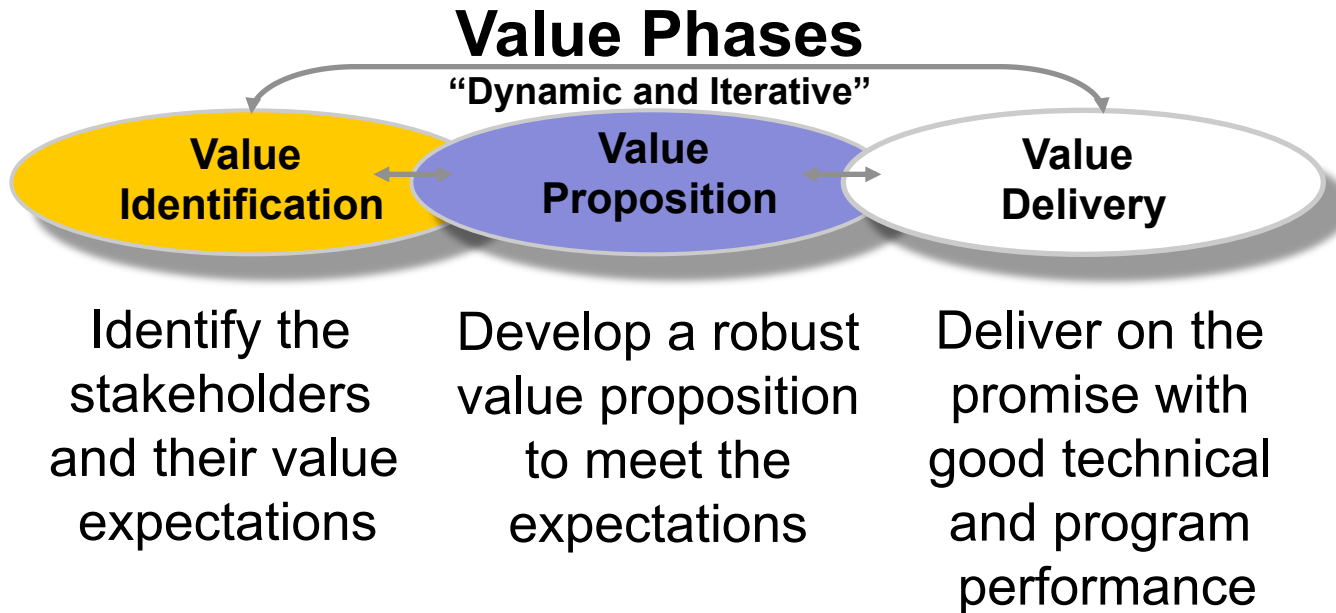 Value Phases
“Dynamic and Iterative”
Value
Identification
Value
Proposition
Value
Delivery
Identify the
stakeholders
and their value
expectations
Develop a robust
value proposition
to meet the
expectations
Deliver on the
promise with
good technical
and program
performance